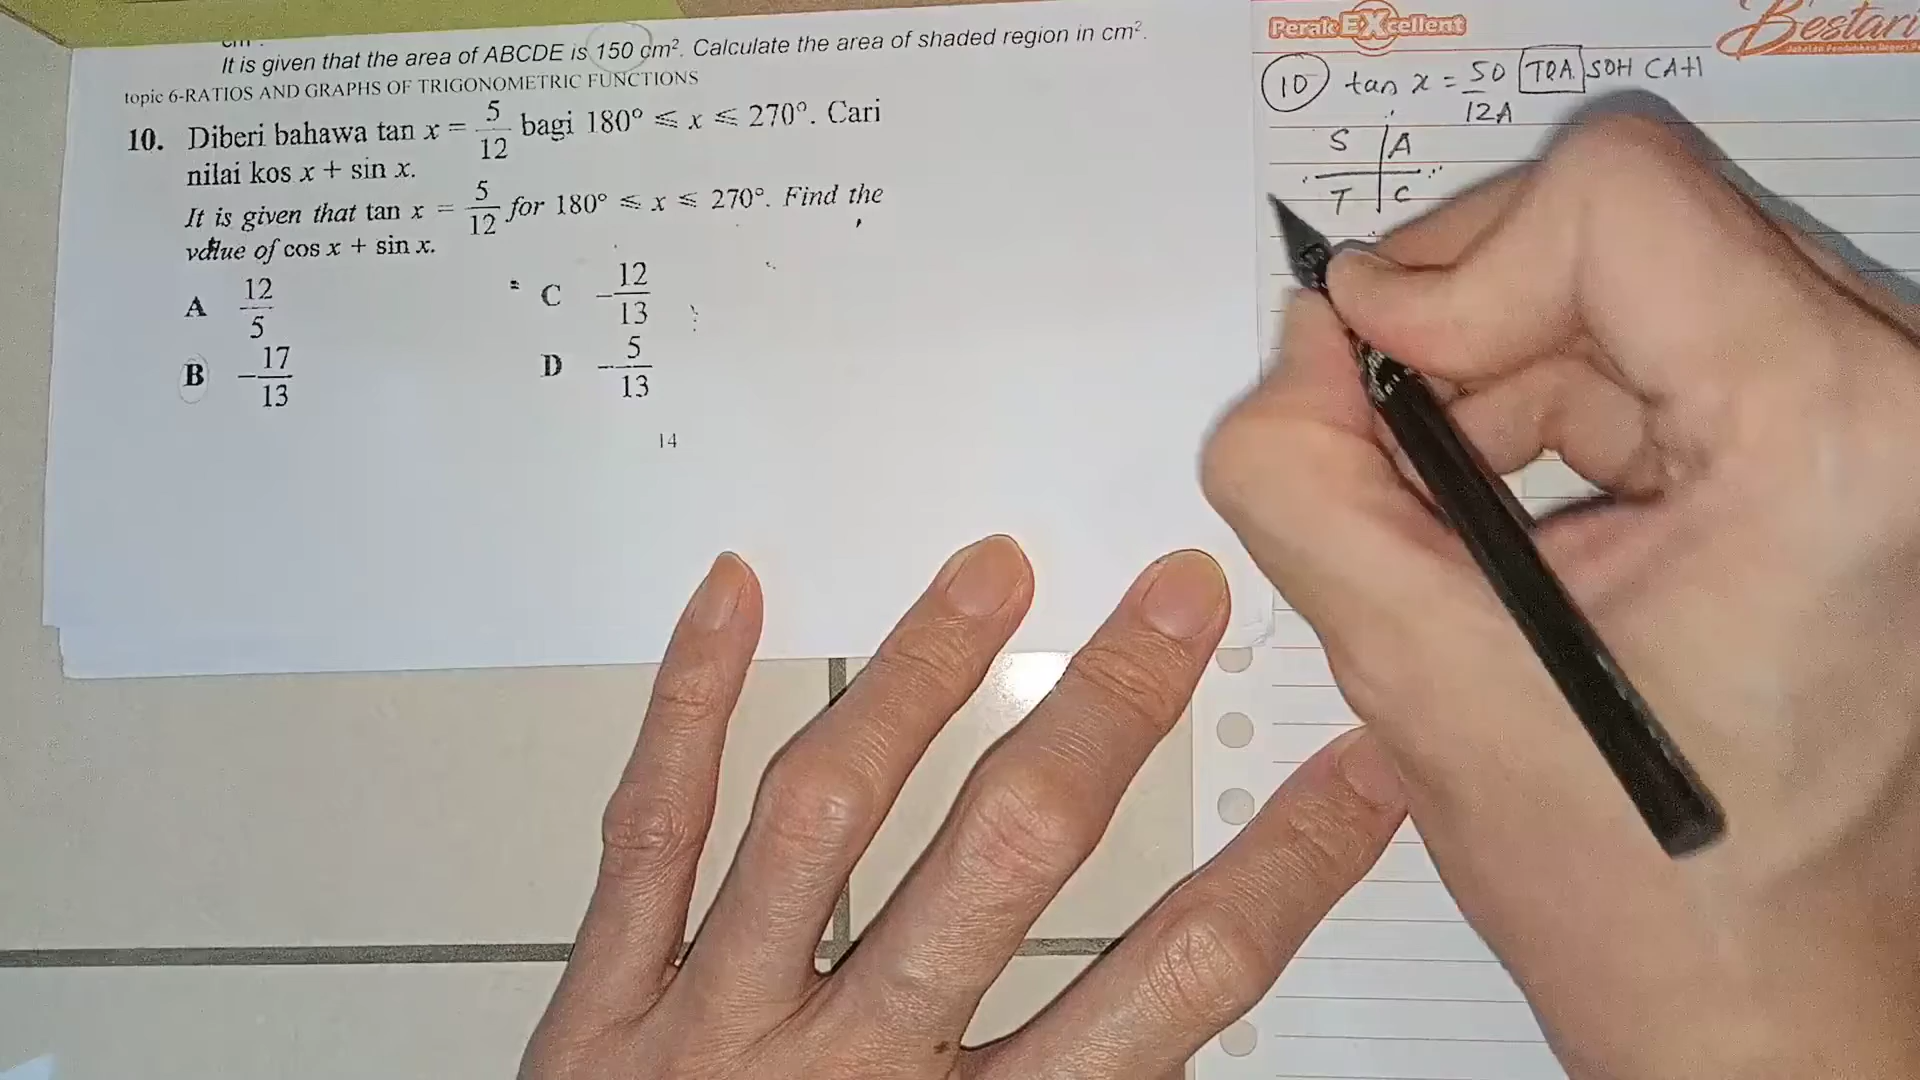 It is given that the area of ABCDE is 150 cm². Calculate the area of shaded region in cm².
topic 6-RATIOS AND GRAPHS OF TRIGONOMETRIC FUNCTIONS
10. Diberi bahawa tan x = 5/12 bagi 180° ⩽ x ⩽ 270°. Cari
nilai kos x + sin x.
It is given that tan x = 5/12 for 180° ⩽ x ⩽ 270°. Find the
value of cos x + sin x.
A 12/5
B -17/13
C -12/13
D -5/13
14
Perak EXcellent
Bestari
10 tan x = 5O/12A TOA SOH CAH
S A
T C